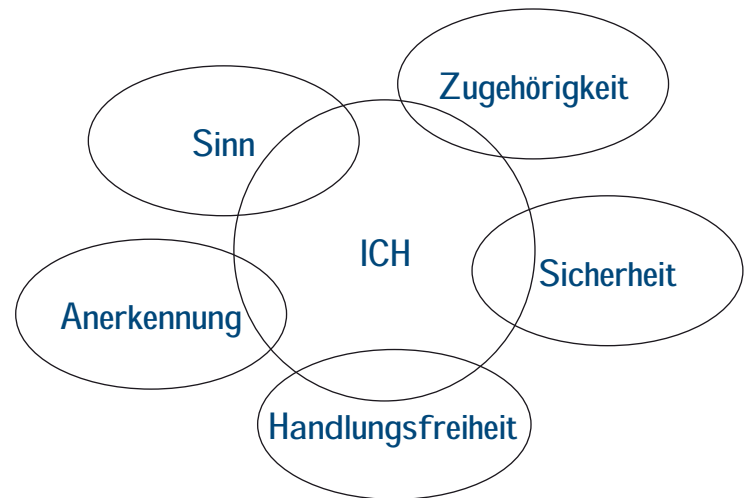 Zugehörigkeit
Sinn
ICH
Sicherheit
Anerkennung
Handlungsfreiheit